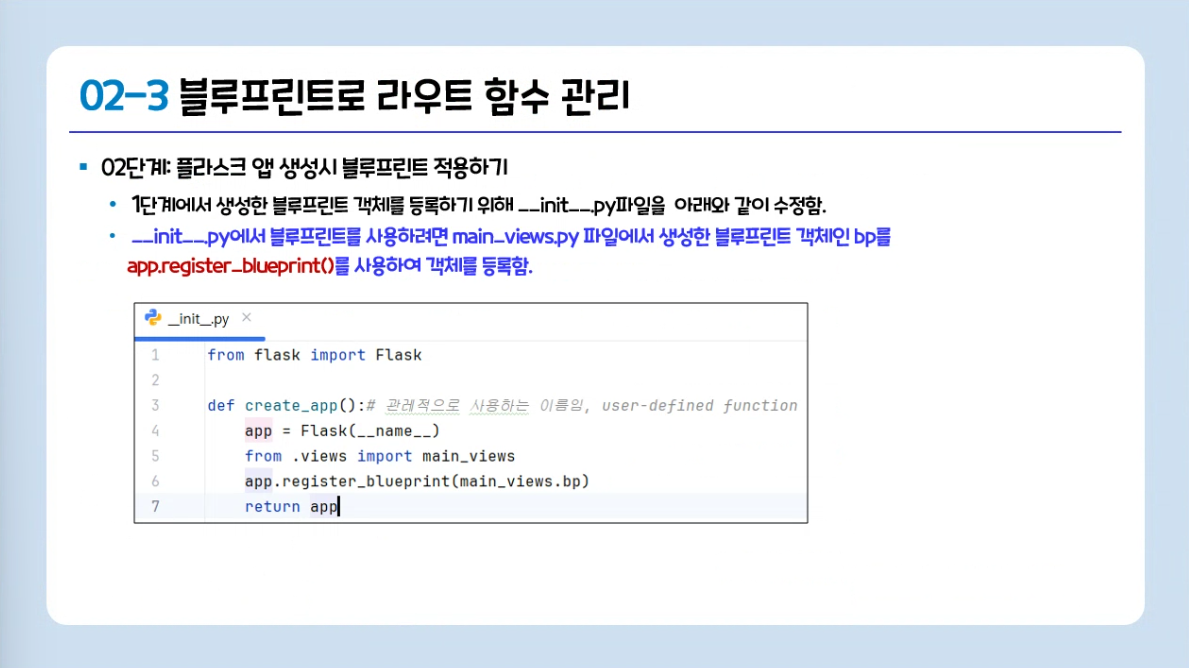 02-3 블루프린트로 라우트 함수 관리
02단계: 플라스크 앱 생성시 블루프린트 적용하기
1단계에서 생성한 블루프린트 객체를 등록하기 위해 __init__.py파일을 아래와 같이 수정함.
__init__.py에서 블루프린트를 사용하려면 main_views.py 파일에서 생성한 블루프린트 객체인 bp를
app.register_blueprint()를 사용하여 객체를 등록함.
__init__.py ×
1 from flask import Flask
2
3 def create_app():# 관례적으로 사용하는 이름임, user-defined function
4 app = Flask(__name__)
5 from .views import main_views
6 app.register_blueprint(main_views.bp)
7 return app